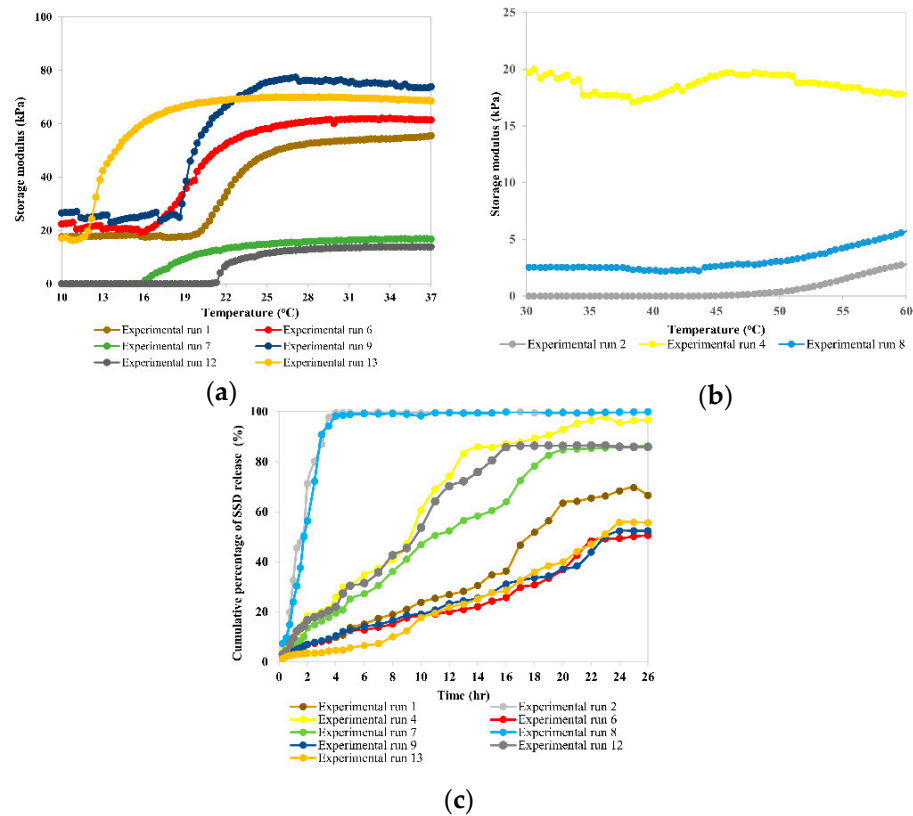 100
80
60
40
20
0
Storage modulus (kPa)
10 13 16 19 22 25 28 31 34 37
Temperature (°C)
Experimental run 1 Experimental run 6
Experimental run 7 Experimental run 9
Experimental run 12 Experimental run 13
(a)
25
20
15
10
5
0
Storage modulus (kPa)
30 35 40 45 50 55 60
Temperature (°C)
Experimental run 2 Experimental run 4 Experimental run 8
(b)
100
80
60
40
20
0
Cumulative percentage of SSD release (%)
0 2 4 6 8 10 12 14 16 18 20 22 24 26
Time (hr)
Experimental run 1 Experimental run 2
Experimental run 4 Experimental run 6
Experimental run 7 Experimental run 8
Experimental run 9 Experimental run 12
Experimental run 13
(c)